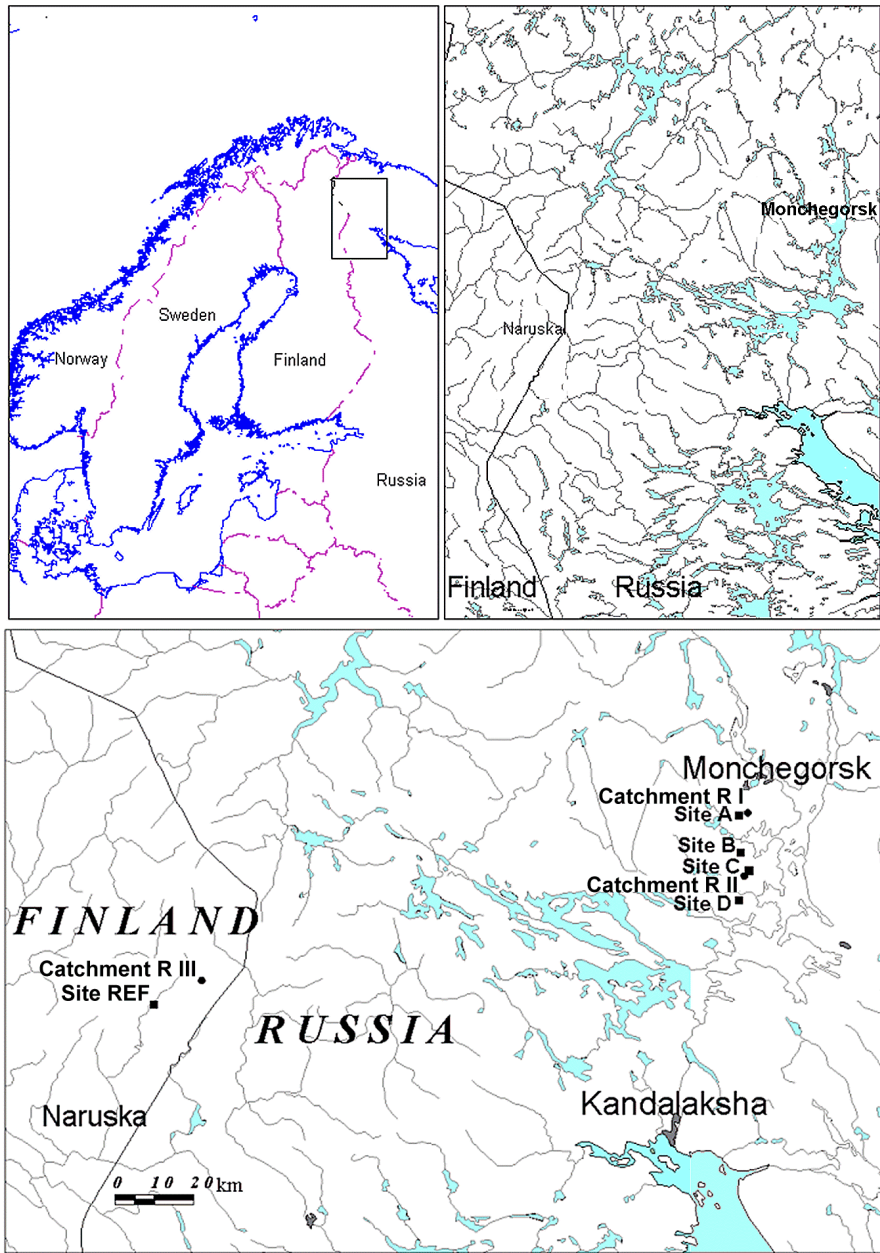 Norway
Sweden
Finland
Russia
Monchegorsk
Naruska
Finland
Russia
Monchegorsk
Catchment R I
Site A
Site B
Site C
Catchment R II
Site D
FINLAND
Catchment R III
Site REF
RUSSIA
Naruska
Kandalaksha
0 10 20 km